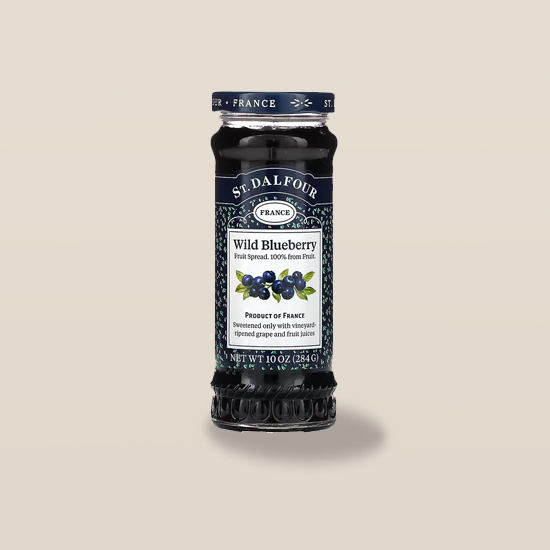 UR • FRANCE ST.
ST. DALFOUR
FRANCE
Wild Blueberry
Fruit Spread. 100% from Fruit.
PRODUCT OF FRANCE
Sweetened only with vineyard-
ripened grape and fruit juices
NET WT 10 OZ (284 G)